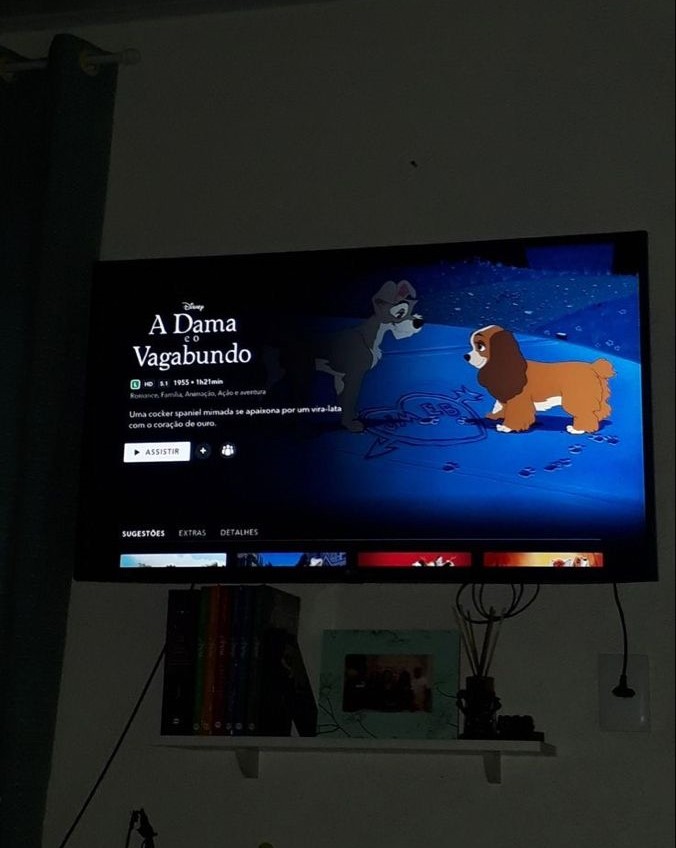 Disney
A Dama
e o
Vagabundo
L HD 5.1 1955 • 1h21min
Romance, Família, Animação, Ação e aventura
Uma cocker spaniel mimada se apaixona por um vira-lata
com o coração de ouro.
ASSISTIR
SUGESTÕES EXTRAS DETALHES